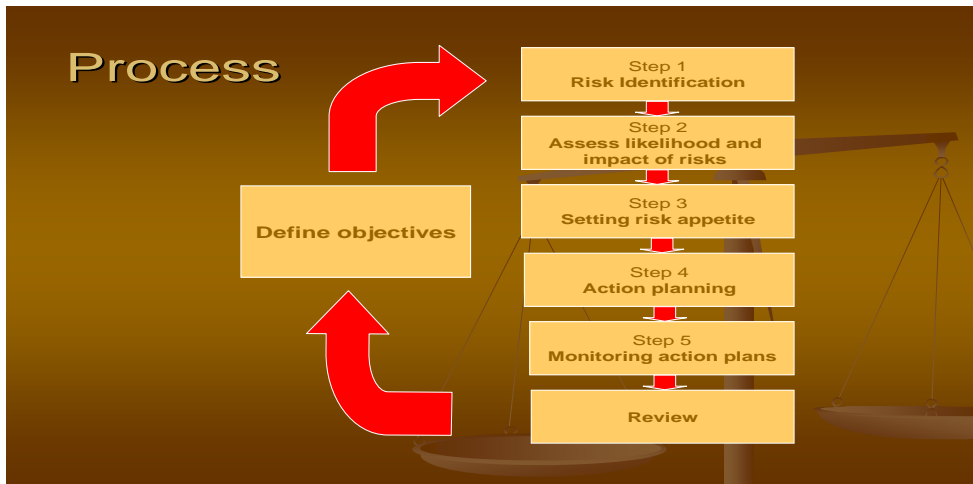 Process
Step 1
Risk Identification
Step 2
Assess likelihood and
impact of risks
Step 3
Setting risk appetite
Define objectives
Step 4
Action planning
Step 5
Monitoring action plans
Review